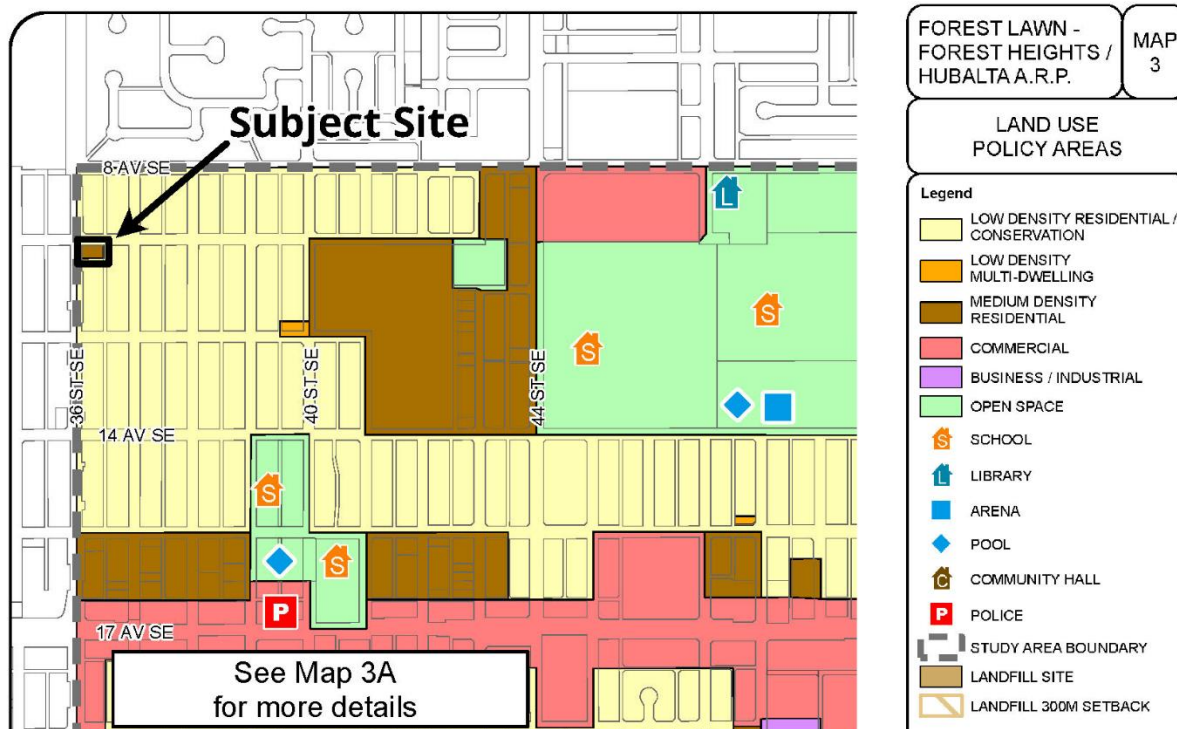 Subject Site
8 AV SE
36 ST SE
40 ST SE
44 ST SE
14 AV SE
17 AV SE
L
S
S
S
S
P
See Map 3A
for more details
FOREST LAWN -
FOREST HEIGHTS /
HUBALTA A.R.P.
MAP
3
LAND USE
POLICY AREAS
Legend
LOW DENSITY RESIDENTIAL /
CONSERVATION
LOW DENSITY
MULTI-DWELLING
MEDIUM DENSITY
RESIDENTIAL
COMMERCIAL
BUSINESS / INDUSTRIAL
OPEN SPACE
S SCHOOL
L LIBRARY
ARENA
POOL
C COMMUNITY HALL
P POLICE
STUDY AREA BOUNDARY
LANDFILL SITE
LANDFILL 300M SETBACK